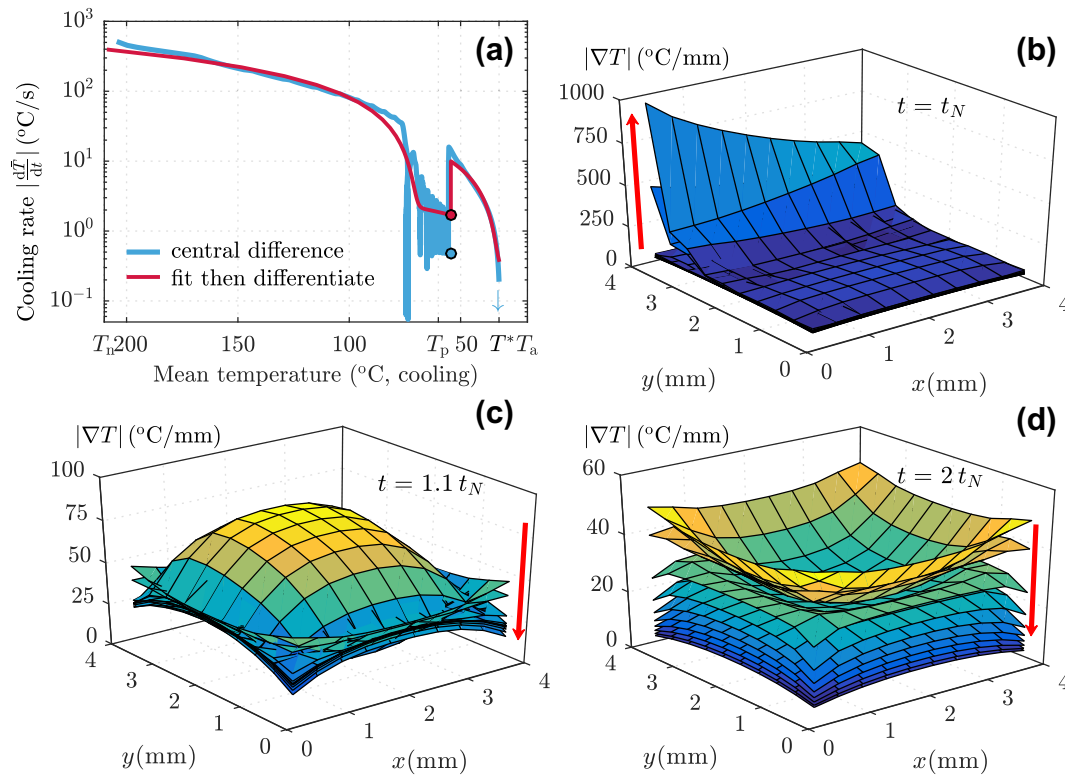 (a)
10³
10²
10¹
10⁰
10⁻¹
Cooling rate |dT̄/dt| (°C/s)
central difference
fit then differentiate
Tₙ 200 150 100 Tₚ 50 T* Tₐ
Mean temperature (°C, cooling)
(b)
|∇T| (°C/mm)
t = t_N
1000
750
500
250
0
4
3
2
1
0
y(mm)
0
1
2
3
4
x(mm)
(c)
|∇T| (°C/mm)
t = 1.1 t_N
100
75
50
25
0
4
3
2
1
0
y(mm)
0
1
2
3
4
x(mm)
(d)
|∇T| (°C/mm)
t = 2 t_N
60
40
20
0
4
3
2
1
0
y(mm)
0
1
2
3
4
x(mm)